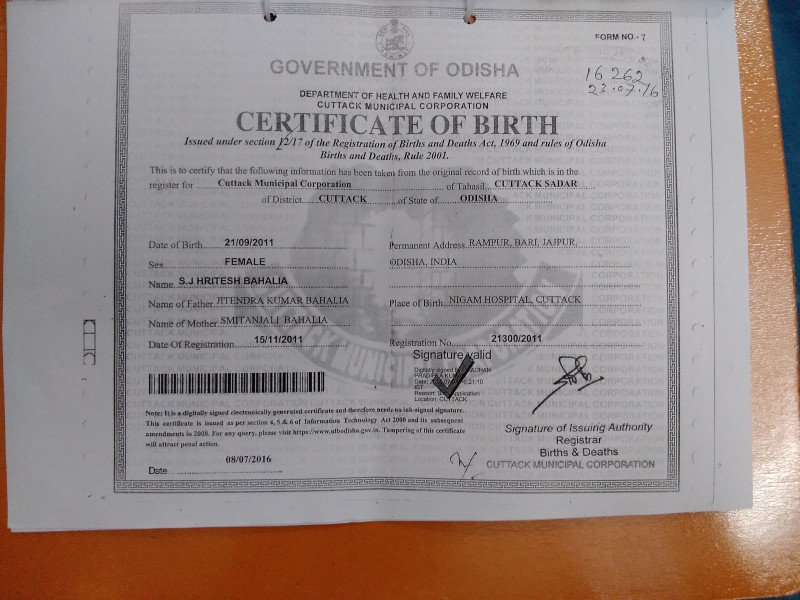 FORM NO.- 7
16 262
23.07.16
GOVERNMENT OF ODISHA
DEPARTMENT OF HEALTH AND FAMILY WELFARE
CUTTACK MUNICIPAL CORPORATION
CERTIFICATE OF BIRTH
Issued under section 12/17 of the Registration of Births and Deaths Act, 1969 and rules of Odisha
Births and Deaths, Rule 2001.
This is to certify that the following information has been taken from the original record of birth which is in the
register for Cuttack Municipal Corporation of Tahasil CUTTACK SADAR
of District CUTTACK of State of ODISHA
Date of Birth 21/09/2011
Sex FEMALE
Name S.J HRITESH BAHALIA
Name of Father JITENDRA KUMAR BAHALIA
Name of Mother SMITANJALI BAHALIA
Date Of Registration 15/11/2011
Permanent Address RAMPUR, BARI, JAJPUR,
ODISHA, INDIA
Place of Birth NIGAM HOSPITAL, CUTTACK
Registration No. 21300/2011
Signature valid
Digitally signed by
PRADIPTA KUMAR
Location: CUTTACK
Note: It is a digitally signed electronically generated certificate and therefore needs no ink-signed signature.
This certificate is issued as per section 4, 5 & 6 of Information Technology Act 2000 and its subsequent
amendments in 2008. For any query, please visit https://www.ulbodisha.gov.in. Tampering of this certificate
will attract penal action.
Date 08/07/2016
Signature of Issuing Authority
Registrar
Births & Deaths
CUTTACK MUNICIPAL CORPORATION